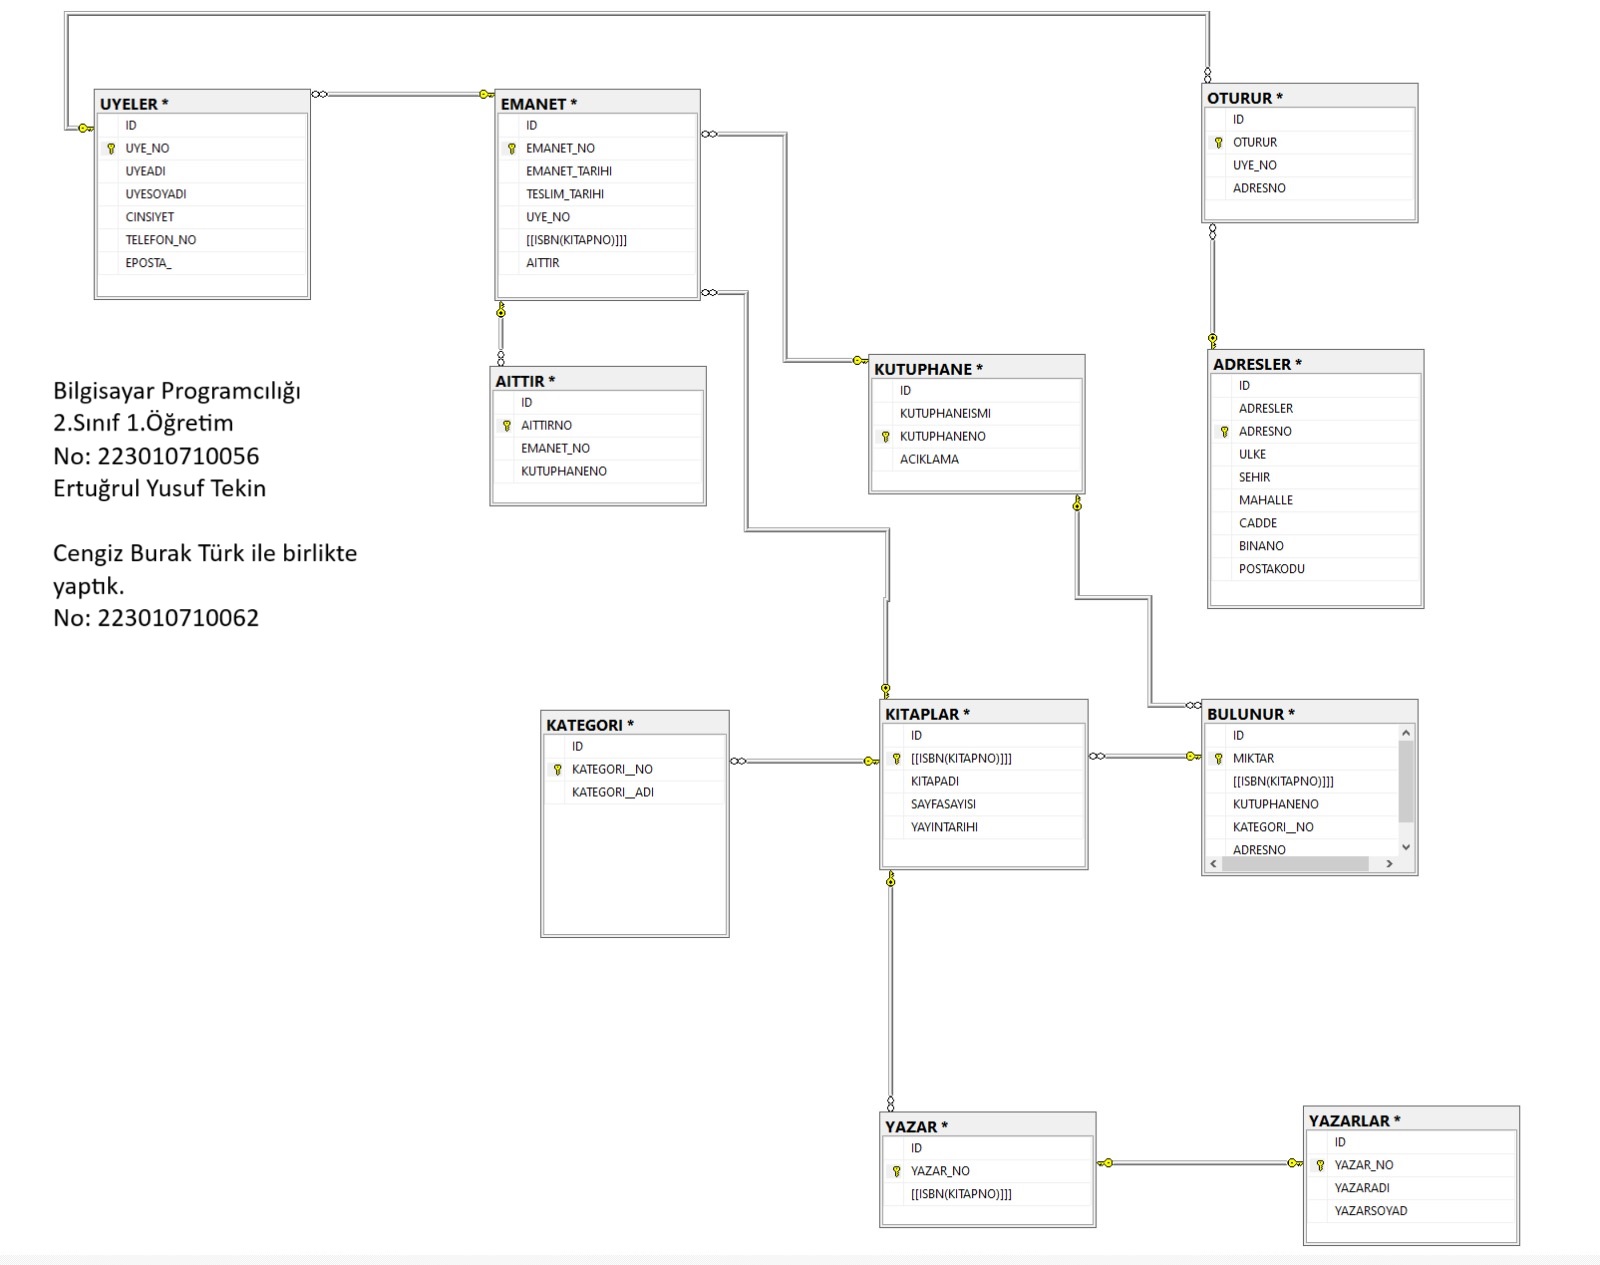 UYELER *
ID
UYE_NO
UYEADI
UYESOYADI
CINSIYET
TELEFON_NO
EPOSTA_
EMANET *
ID
EMANET_NO
EMANET_TARIHI
TESLIM_TARIHI
UYE_NO
[[ISBN(KITAPNO)]]]
AITTIR
OTURUR *
ID
OTURUR
UYE_NO
ADRESNO
AITTIR *
ID
AITTIRNO
EMANET_NO
KUTUPHANENO
KUTUPHANE *
ID
KUTUPHANEISMI
KUTUPHANENO
ACIKLAMA
ADRESLER *
ID
ADRESLER
ADRESNO
ULKE
SEHIR
MAHALLE
CADDE
BINANO
POSTAKODU
Bilgisayar Programcılığı
2.Sınıf 1.Öğretim
No: 223010710056
Ertuğrul Yusuf Tekin
Cengiz Burak Türk ile birlikte
yaptık.
No: 223010710062
KATEGORI *
ID
KATEGORI__NO
KATEGORI__ADI
KITAPLAR *
ID
[[ISBN(KITAPNO)]]]
KITAPADI
SAYFASAYISI
YAYINTARIHI
BULUNUR *
ID
MIKTAR
[[ISBN(KITAPNO)]]]
KUTUPHANENO
KATEGORI__NO
ADRESNO
YAZAR *
ID
YAZAR_NO
[[ISBN(KITAPNO)]]]
YAZARLAR *
ID
YAZAR_NO
YAZARADI
YAZARSOYAD